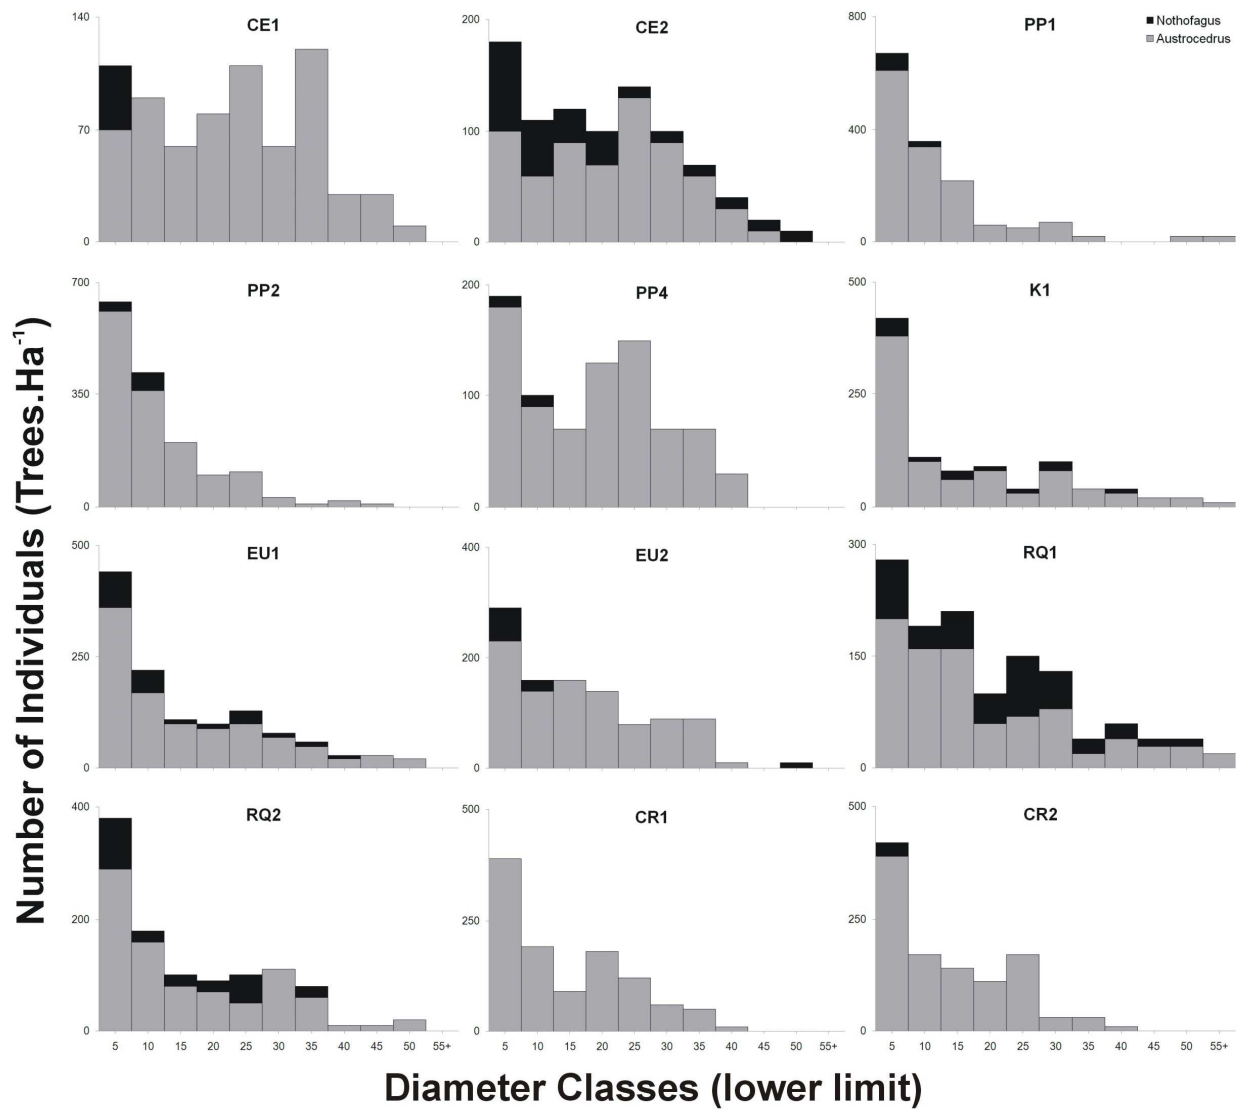 CE1
140
70
0
CE2
200
100
0
PP1
800
400
0
Nothofagus
Austrocedrus
PP2
700
350
0
PP4
200
100
0
K1
500
250
0
EU1
500
250
0
EU2
400
200
0
RQ1
300
150
0
RQ2
400
200
0
5 10 15 20 25 30 35 40 45 50 55+
CR1
500
250
0
5 10 15 20 25 30 35 40 45 50 55+
CR2
500
250
0
5 10 15 20 25 30 35 40 45 50 55+
Number of Individuals (Trees.Ha⁻¹)
Diameter Classes (lower limit)